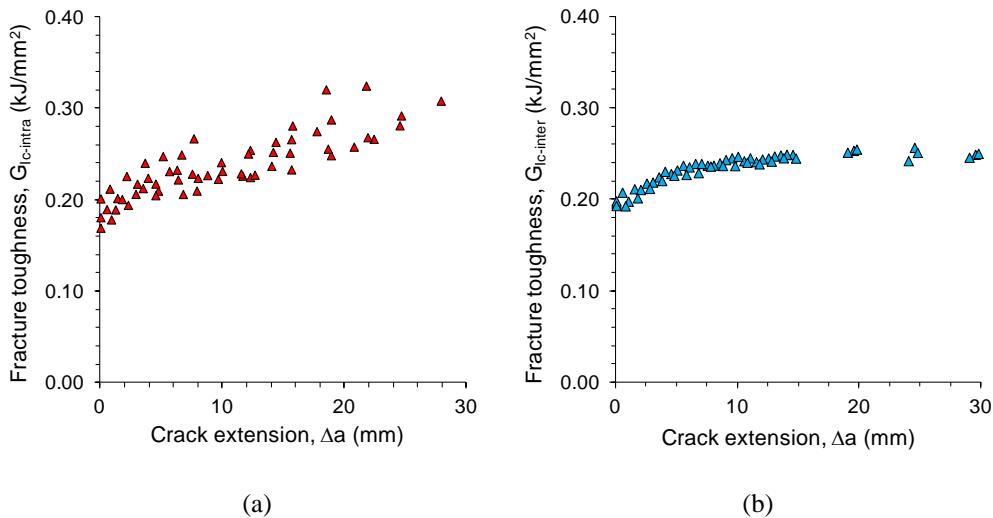 0.40
0.30
0.20
0.10
0.00
Fracture toughness, G_Ic-intra (kJ/mm²)
0 10 20 30
Crack extension, Δa (mm)
(a)
0.40
0.30
0.20
0.10
0.00
Fracture toughness, G_Ic-inter (kJ/mm²)
0 10 20 30
Crack extension, Δa (mm)
(b)